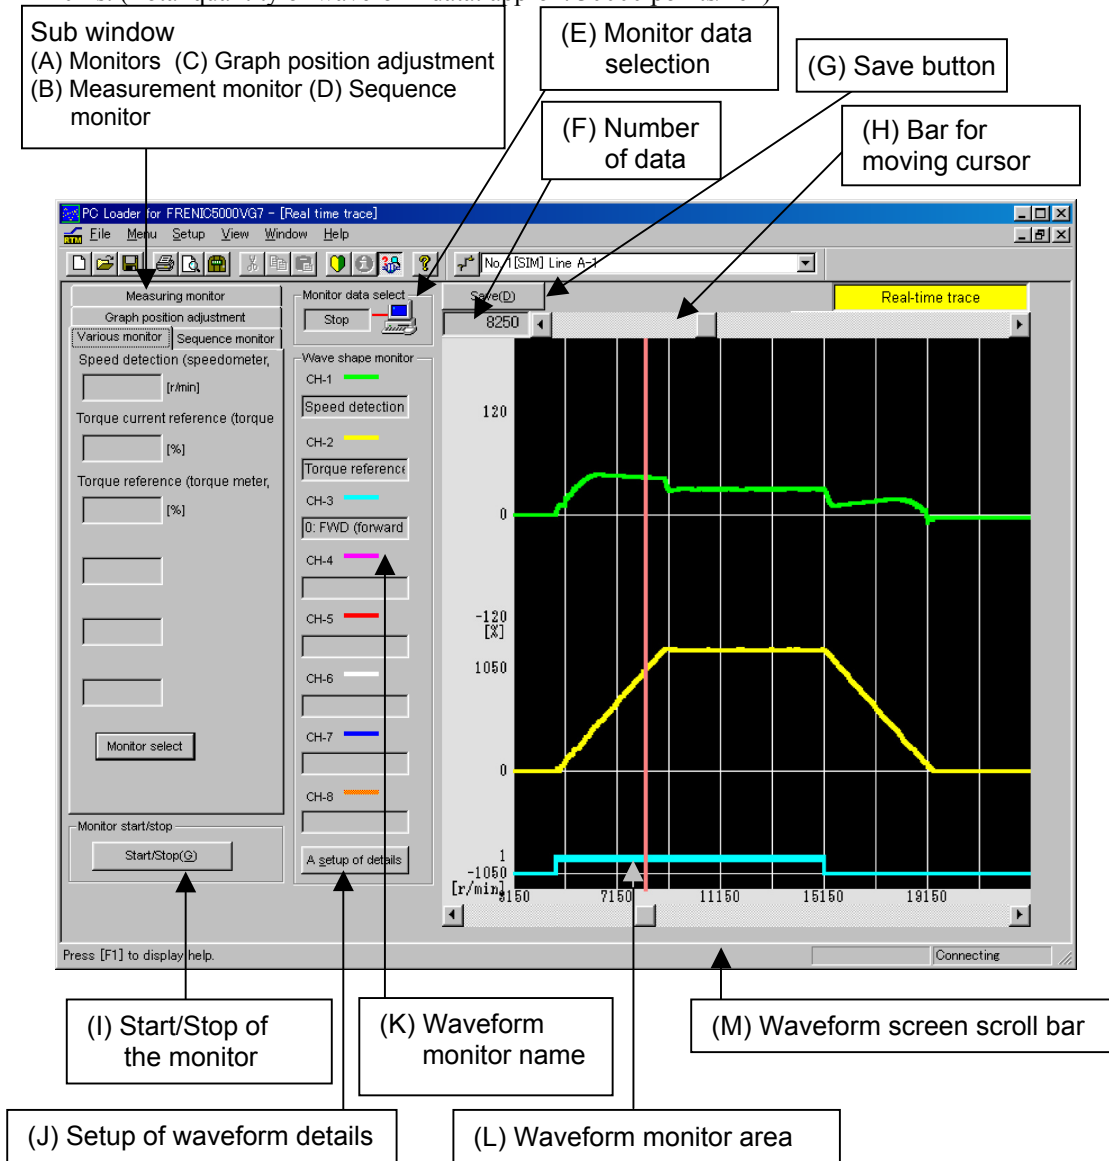 Sub window
(A) Monitors (C) Graph position adjustment
(B) Measurement monitor (D) Sequence
monitor
(E) Monitor data
selection
(G) Save button
(F) Number
of data
(H) Bar for
moving cursor
PC Loader for FRENIC5000VG7 - [Real time trace]
File Menu Setup View Window Help
No. 1 [SIM] Line A-1
Measuring monitor
Graph position adjustment
Various monitor
Sequence monitor
Speed detection (speedometer,
[r/min]
Torque current reference (torque
[%]
Torque reference (torque meter,
[%]
Monitor select
Monitor start/stop
Start/Stop(G)
Monitor data select
Stop
Wave shape monitor
CH-1
Speed detection
CH-2
Torque reference
CH-3
0: FWD (forward
CH-4
CH-5
CH-6
CH-7
CH-8
A setup of details
Save(D)
Real-time trace
8250
120
0
-120
[%]
1050
0
1
-1050
[r/min]
3150 7150 11150 15150 19150
Press [F1] to display help.
Connecting
(I) Start/Stop of
the monitor
(K) Waveform
monitor name
(M) Waveform screen scroll bar
(J) Setup of waveform details
(L) Waveform monitor area